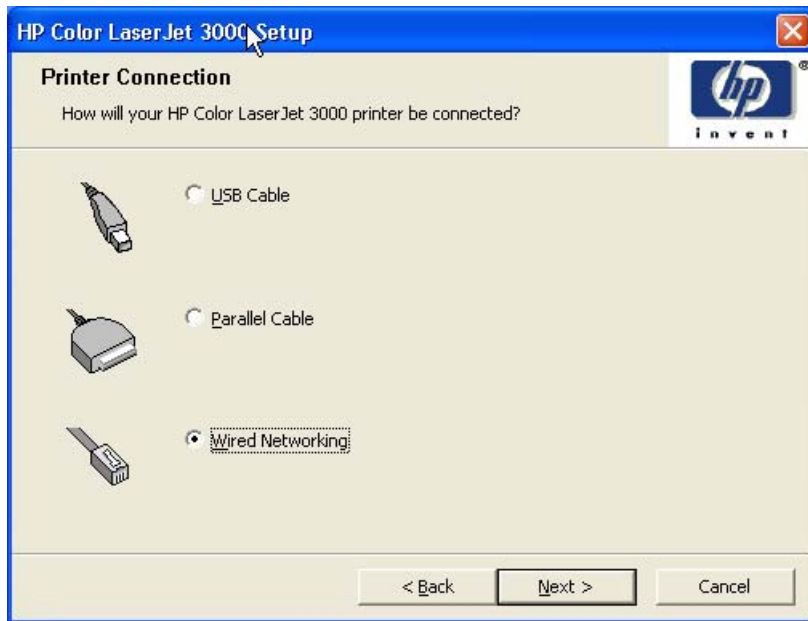 HP Color LaserJet 3000 Setup
Printer Connection
How will your HP Color LaserJet 3000 printer be connected?
hp
®
invent
USB Cable
Parallel Cable
Wired Networking
< Back
Next >
Cancel